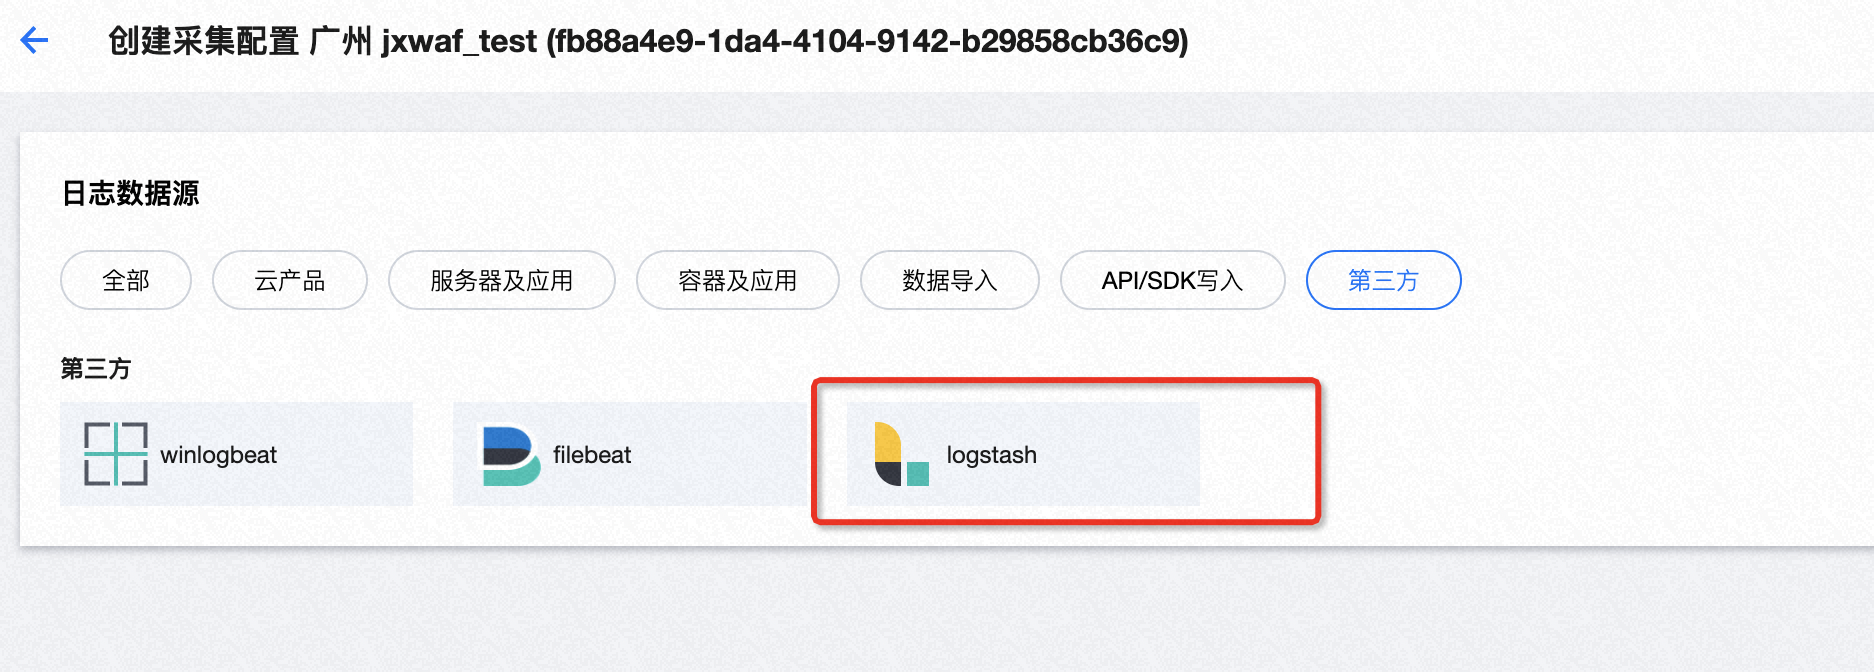 创建采集配置 广州 jxwaf_test (fb88a4e9-1da4-4104-9142-b29858cb36c9)
日志数据源
全部 云产品 服务器及应用 容器及应用 数据导入 API/SDK写入 第三方
第三方
winlogbeat filebeat logstash